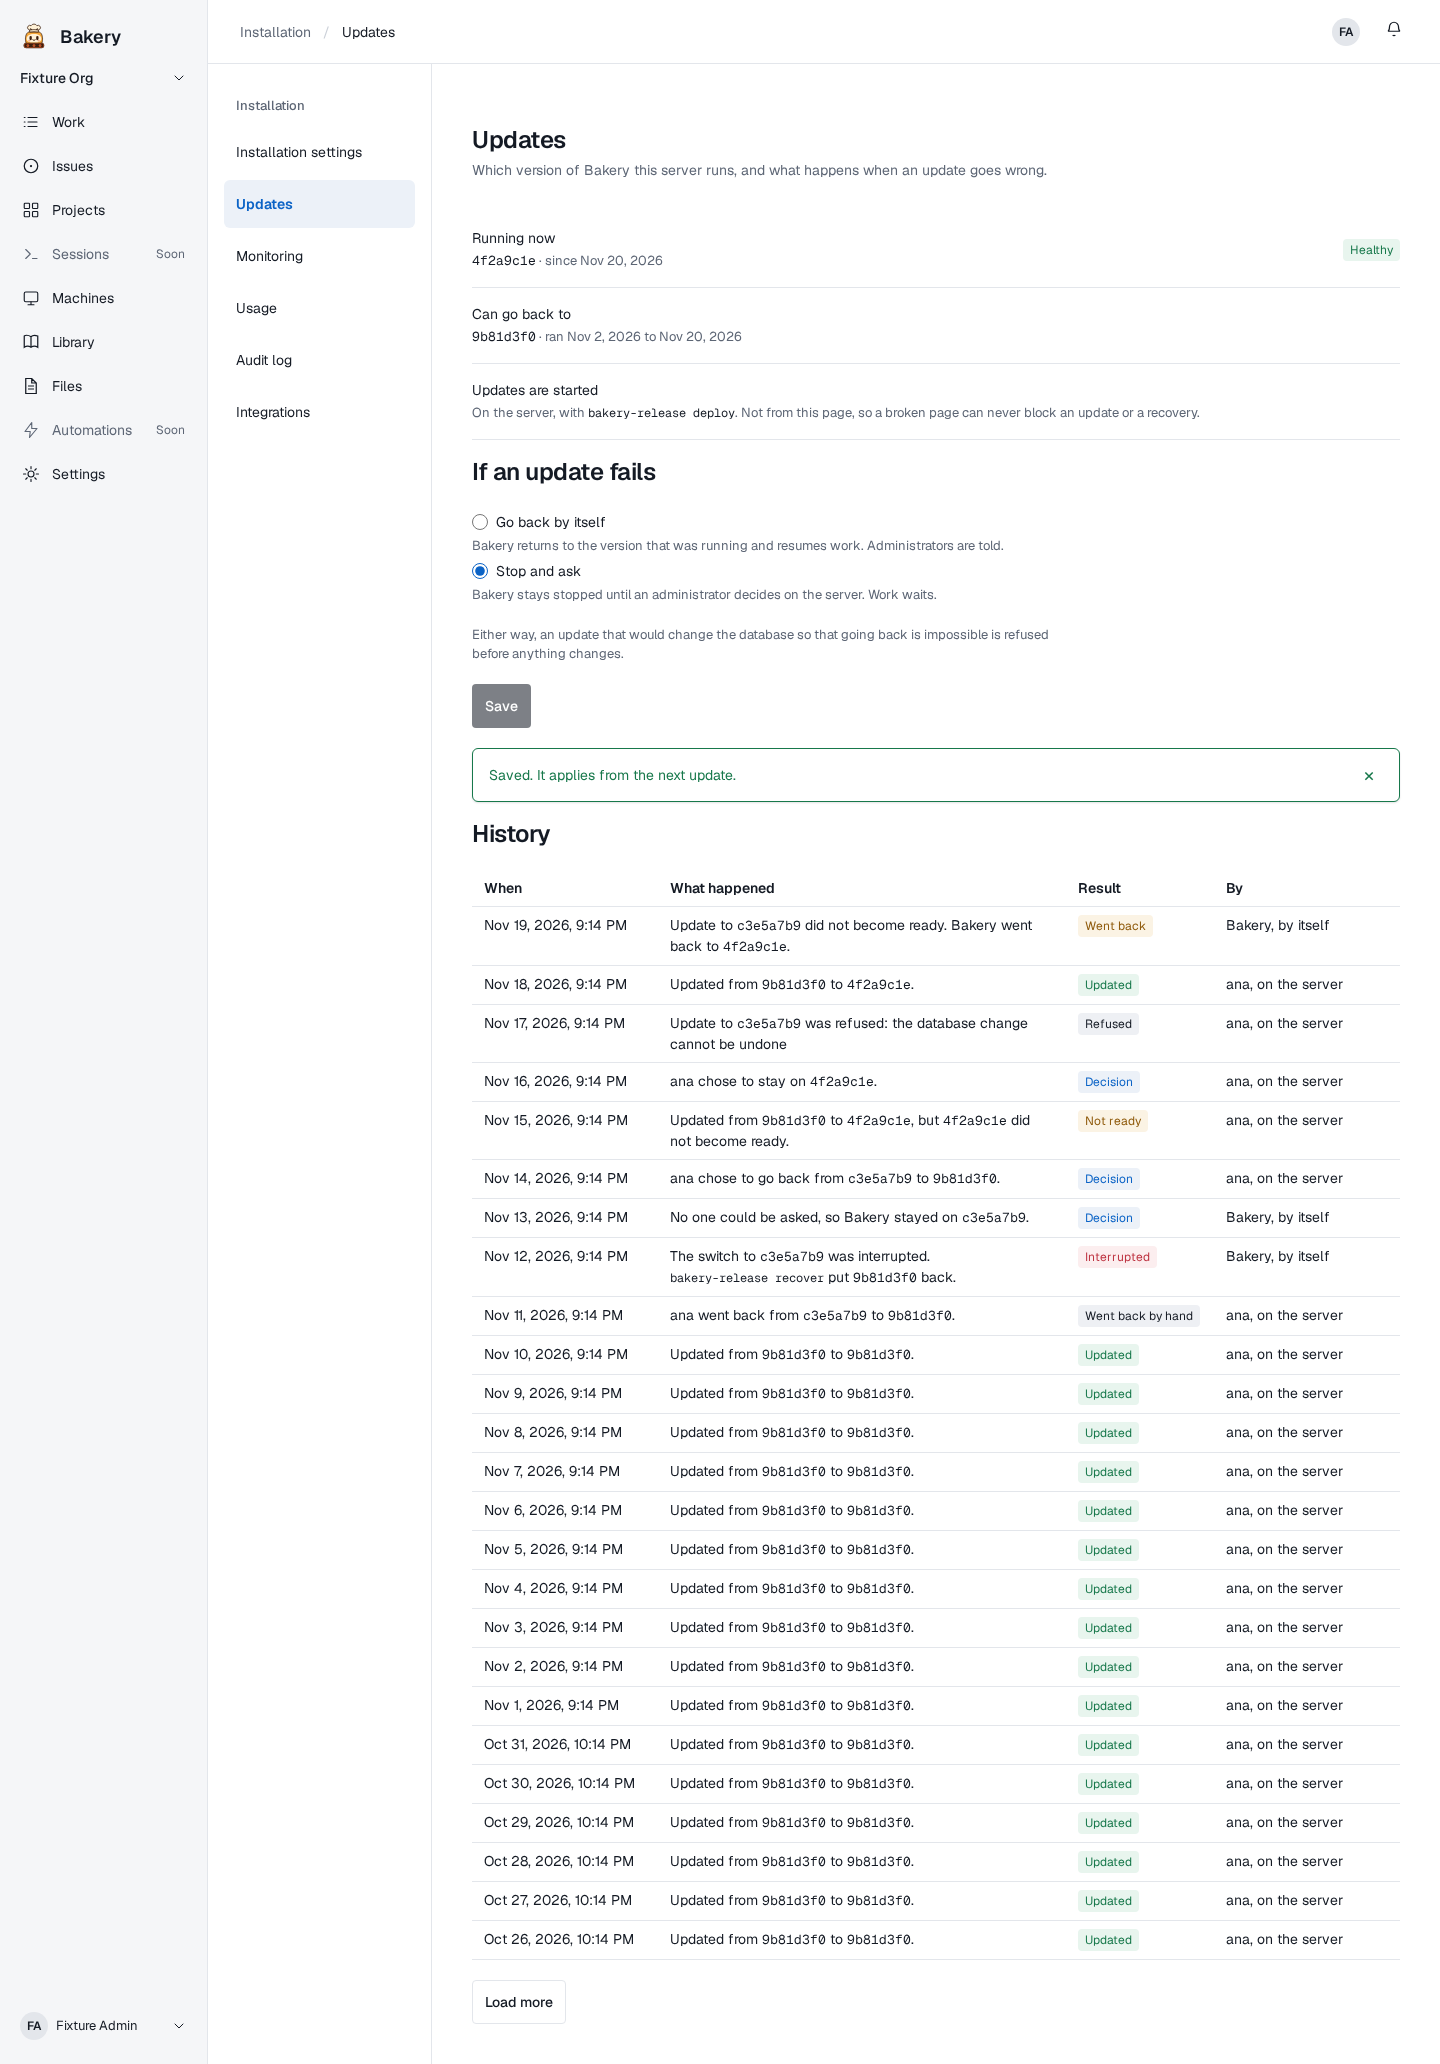 Bakery
Fixture Org
Work
Issues
Projects
Sessions Soon
Machines
Library
Files
Automations Soon
Settings
FA Fixture Admin
Installation / Updates
FA
Installation
Installation settings
Updates
Monitoring
Usage
Audit log
Integrations
Updates
Which version of Bakery this server runs, and what happens when an update goes wrong.
Running now
4f2a9c1e · since Nov 20, 2026
Healthy
Can go back to
9b81d3f0 · ran Nov 2, 2026 to Nov 20, 2026
Updates are started
On the server, with bakery-release deploy. Not from this page, so a broken page can never block an update or a recovery.
If an update fails
Go back by itself
Bakery returns to the version that was running and resumes work. Administrators are told.
Stop and ask
Bakery stays stopped until an administrator decides on the server. Work waits.
Either way, an update that would change the database so that going back is impossible is refused
before anything changes.
Save
Saved. It applies from the next update.
History
When What happened Result By
Nov 19, 2026, 9:14 PM Update to c3e5a7b9 did not become ready. Bakery went Went back Bakery, by itself
back to 4f2a9c1e.
Nov 18, 2026, 9:14 PM Updated from 9b81d3f0 to 4f2a9c1e. Updated ana, on the server
Nov 17, 2026, 9:14 PM Update to c3e5a7b9 was refused: the database change Refused ana, on the server
cannot be undone
Nov 16, 2026, 9:14 PM ana chose to stay on 4f2a9c1e. Decision ana, on the server
Nov 15, 2026, 9:14 PM Updated from 9b81d3f0 to 4f2a9c1e, but 4f2a9c1e did Not ready ana, on the server
not become ready.
Nov 14, 2026, 9:14 PM ana chose to go back from c3e5a7b9 to 9b81d3f0. Decision ana, on the server
Nov 13, 2026, 9:14 PM No one could be asked, so Bakery stayed on c3e5a7b9. Decision Bakery, by itself
Nov 12, 2026, 9:14 PM The switch to c3e5a7b9 was interrupted. Interrupted Bakery, by itself
bakery-release recover put 9b81d3f0 back.
Nov 11, 2026, 9:14 PM ana went back from c3e5a7b9 to 9b81d3f0. Went back by hand ana, on the server
Nov 10, 2026, 9:14 PM Updated from 9b81d3f0 to 9b81d3f0. Updated ana, on the server
Nov 9, 2026, 9:14 PM Updated from 9b81d3f0 to 9b81d3f0. Updated ana, on the server
Nov 8, 2026, 9:14 PM Updated from 9b81d3f0 to 9b81d3f0. Updated ana, on the server
Nov 7, 2026, 9:14 PM Updated from 9b81d3f0 to 9b81d3f0. Updated ana, on the server
Nov 6, 2026, 9:14 PM Updated from 9b81d3f0 to 9b81d3f0. Updated ana, on the server
Nov 5, 2026, 9:14 PM Updated from 9b81d3f0 to 9b81d3f0. Updated ana, on the server
Nov 4, 2026, 9:14 PM Updated from 9b81d3f0 to 9b81d3f0. Updated ana, on the server
Nov 3, 2026, 9:14 PM Updated from 9b81d3f0 to 9b81d3f0. Updated ana, on the server
Nov 2, 2026, 9:14 PM Updated from 9b81d3f0 to 9b81d3f0. Updated ana, on the server
Nov 1, 2026, 9:14 PM Updated from 9b81d3f0 to 9b81d3f0. Updated ana, on the server
Oct 31, 2026, 10:14 PM Updated from 9b81d3f0 to 9b81d3f0. Updated ana, on the server
Oct 30, 2026, 10:14 PM Updated from 9b81d3f0 to 9b81d3f0. Updated ana, on the server
Oct 29, 2026, 10:14 PM Updated from 9b81d3f0 to 9b81d3f0. Updated ana, on the server
Oct 28, 2026, 10:14 PM Updated from 9b81d3f0 to 9b81d3f0. Updated ana, on the server
Oct 27, 2026, 10:14 PM Updated from 9b81d3f0 to 9b81d3f0. Updated ana, on the server
Oct 26, 2026, 10:14 PM Updated from 9b81d3f0 to 9b81d3f0. Updated ana, on the server
Load more